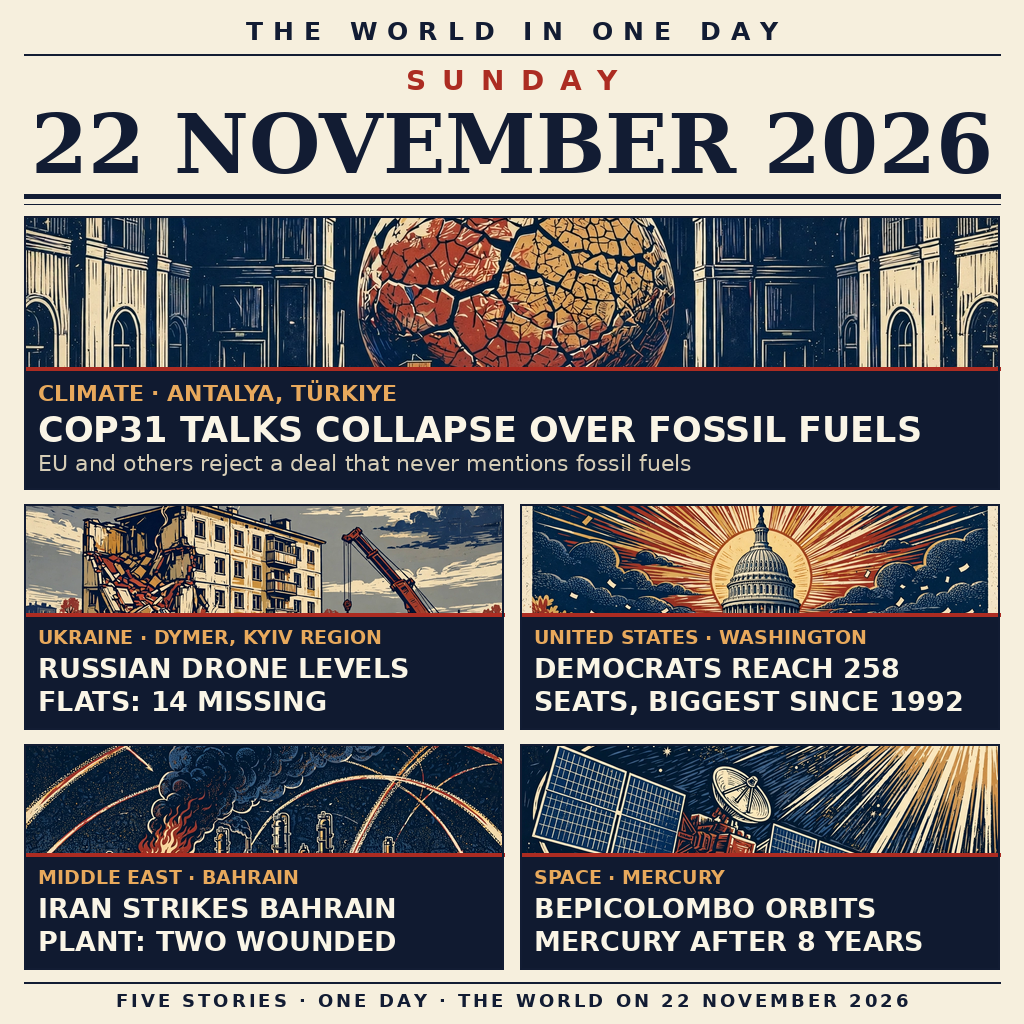 THE WORLD IN ONE DAY
SUNDAY
22 NOVEMBER 2026
CLIMATE · ANTALYA, TÜRKIYE
COP31 TALKS COLLAPSE OVER FOSSIL FUELS
EU and others reject a deal that never mentions fossil fuels
UKRAINE · DYMER, KYIV REGION
RUSSIAN DRONE LEVELS
FLATS: 14 MISSING
UNITED STATES · WASHINGTON
DEMOCRATS REACH 258
SEATS, BIGGEST SINCE 1992
MIDDLE EAST · BAHRAIN
IRAN STRIKES BAHRAIN
PLANT: TWO WOUNDED
SPACE · MERCURY
BEPICOLOMBO ORBITS
MERCURY AFTER 8 YEARS
FIVE STORIES · ONE DAY · THE WORLD ON 22 NOVEMBER 2026